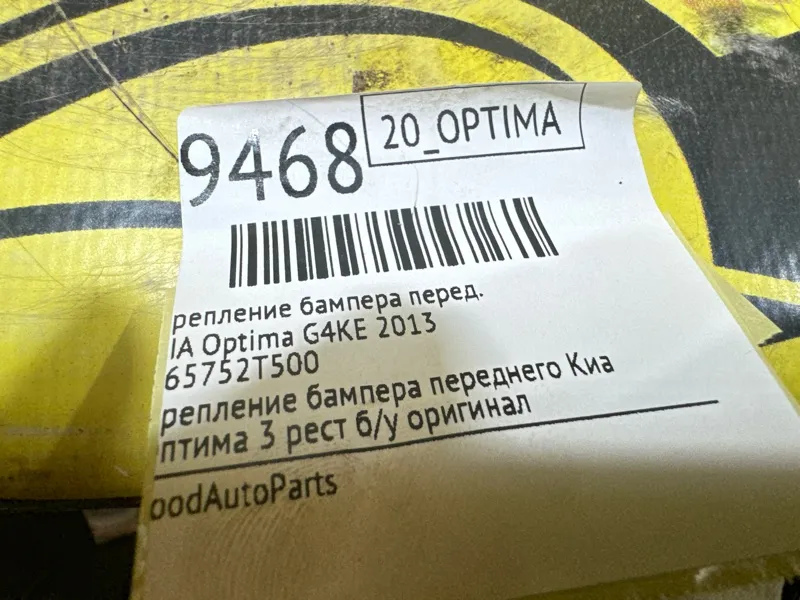 9468
20_OPTIMA
репление бампера перед.
IA Optima G4KE 2013
65752T500
репление бампера переднего Киа
птима 3 рест б/у оригинал
oodAutoParts